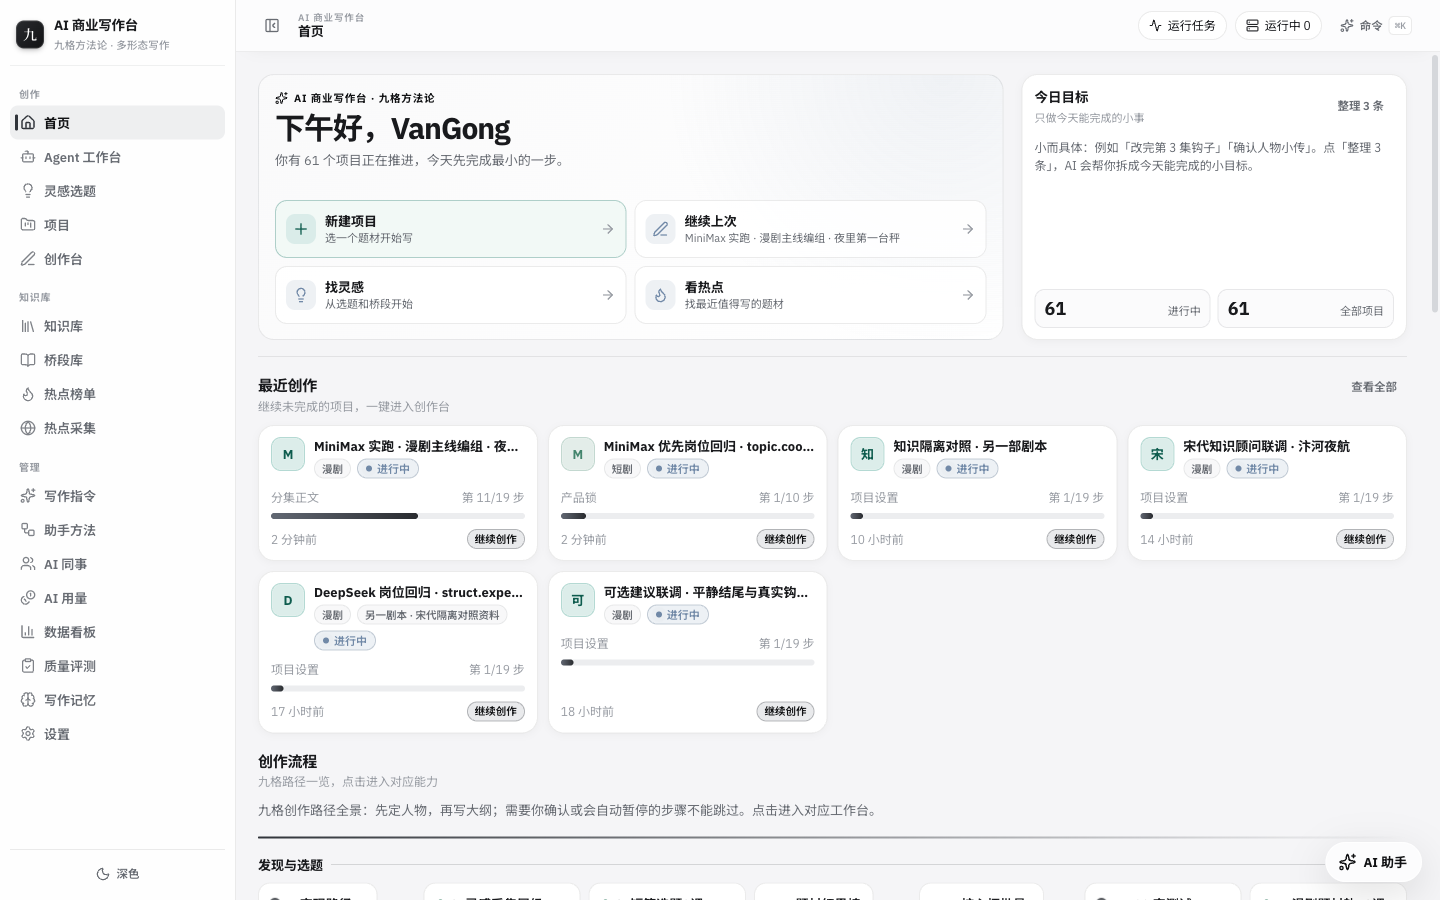 九
AI 商业写作台
九格方法论 · 多形态写作
创作
首页
Agent 工作台
灵感选题
项目
创作台
知识库
知识库
桥段库
热点榜单
热点采集
管理
写作指令
助手方法
AI 同事
AI 用量
数据看板
质量评测
写作记忆
设置
深色
AI 商业写作台
首页
运行任务
运行中 0
命令 ⌘K
AI 商业写作台 · 九格方法论
下午好，VanGong
你有 61 个项目正在推进，今天先完成最小的一步。
新建项目
选一个题材开始写
继续上次
MiniMax 实跑 · 漫剧主线编组 · 夜里第一台秤
找灵感
从选题和桥段开始
看热点
找最近值得写的题材
今日目标
只做今天能完成的小事
整理 3 条
小而具体：例如「改完第 3 集钩子」「确认人物小传」。点「整理 3
条」，AI 会帮你拆成今天能完成的小目标。
61 进行中
61 全部项目
最近创作
继续未完成的项目，一键进入创作台
查看全部
M
MiniMax 实跑 · 漫剧主线编组 · 夜...
漫剧 进行中
分集正文 第 11/19 步
2 分钟前 继续创作
M
MiniMax 优先岗位回归 · topic.coo...
短剧 进行中
产品锁 第 1/10 步
2 分钟前 继续创作
知
知识隔离对照 · 另一部剧本
漫剧 进行中
项目设置 第 1/19 步
10 小时前 继续创作
宋
宋代知识顾问联调 · 汴河夜航
漫剧 进行中
项目设置 第 1/19 步
14 小时前 继续创作
D
DeepSeek 岗位回归 · struct.expe...
漫剧 另一剧本 · 宋代隔离对照资料
进行中
项目设置 第 1/19 步
17 小时前 继续创作
可
可选建议联调 · 平静结尾与真实钩...
漫剧 进行中
项目设置 第 1/19 步
18 小时前 继续创作
创作流程
九格路径一览，点击进入对应能力
九格创作路径全景：先定人物，再写大纲；需要你确认或会自动暂停的步骤不能跳过。点击进入对应工作台。
发现与选题
AI 助手